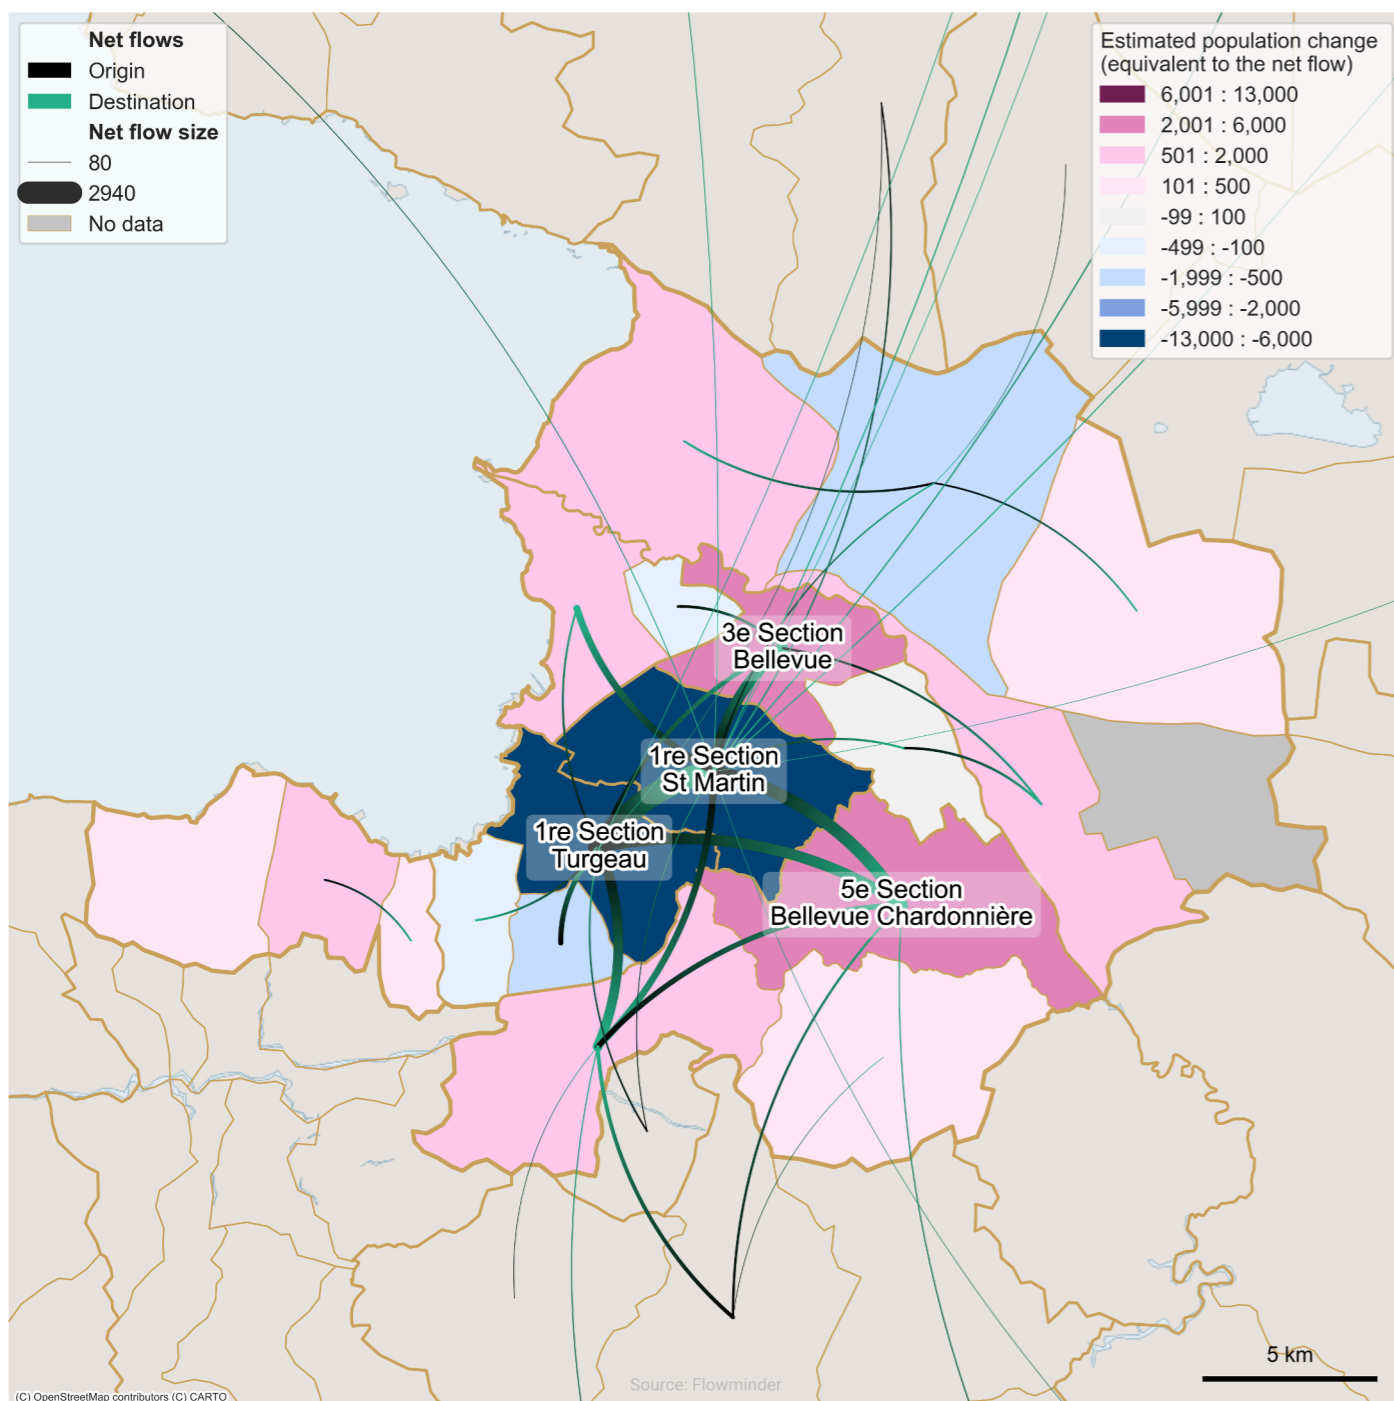 Net flows
Origin
Destination
Net flow size
80
2940
No data
Estimated population change
(equivalent to the net flow)
6,001 : 13,000
2,001 : 6,000
501 : 2,000
101 : 500
-99 : 100
-499 : -100
-1,999 : -500
-5,999 : -2,000
-13,000 : -6,000
3e Section
Bellevue
1re Section
St Martin
1re Section
Turgeau
5e Section
Bellevue Chardonnière
5 km
Source: Flowminder
(C) OpenStreetMap contributors (C) CARTO